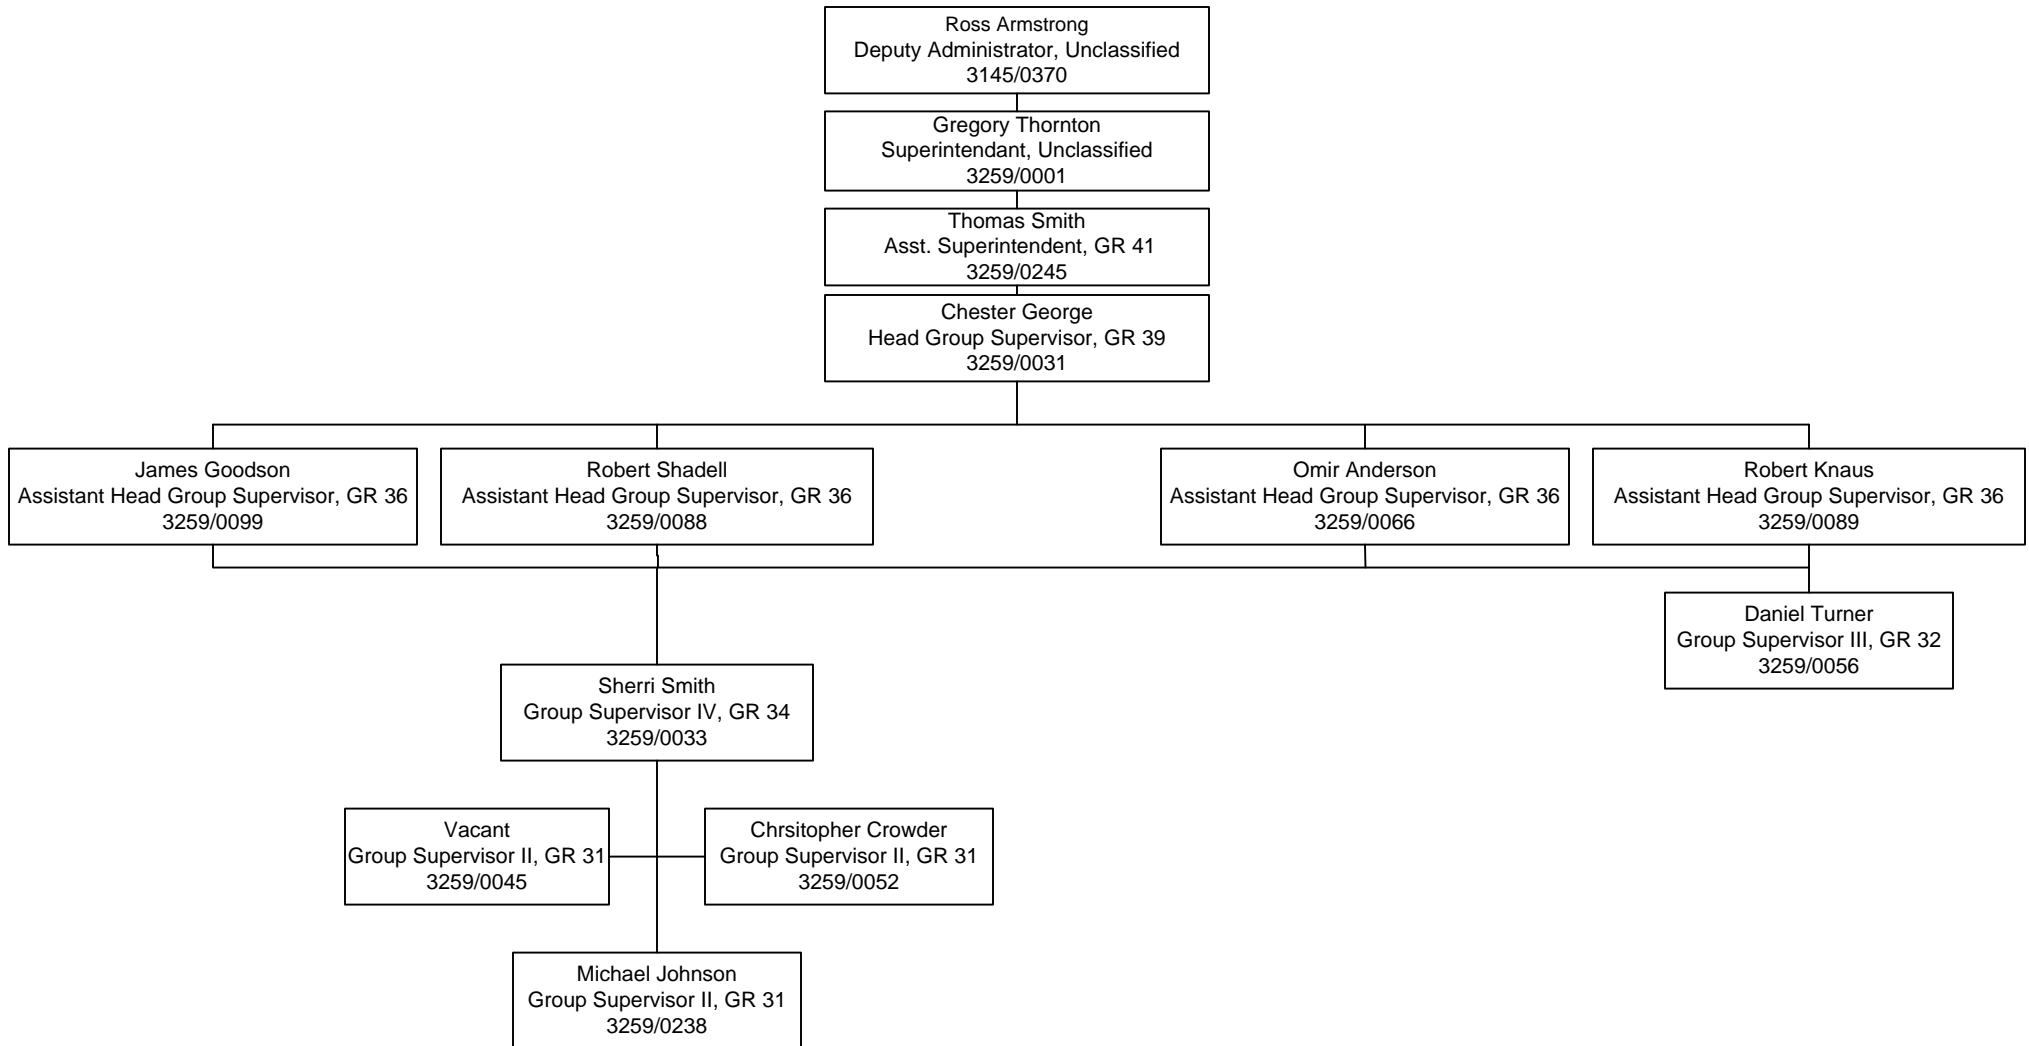 Ross Armstrong
Deputy Administrator, Unclassified
3145/0370
Gregory Thornton
Superintendant, Unclassified
3259/0001
Thomas Smith
Asst. Superintendent, GR 41
3259/0245
Chester George
Head Group Supervisor, GR 39
3259/0031
James Goodson
Assistant Head Group Supervisor, GR 36
3259/0099
Robert Shadell
Assistant Head Group Supervisor, GR 36
3259/0088
Omir Anderson
Assistant Head Group Supervisor, GR 36
3259/0066
Robert Knaus
Assistant Head Group Supervisor, GR 36
3259/0089
Daniel Turner
Group Supervisor III, GR 32
3259/0056
Sherri Smith
Group Supervisor IV, GR 34
3259/0033
Vacant
Group Supervisor II, GR 31
3259/0045
Chrsitopher Crowder
Group Supervisor II, GR 31
3259/0052
Michael Johnson
Group Supervisor II, GR 31
3259/0238